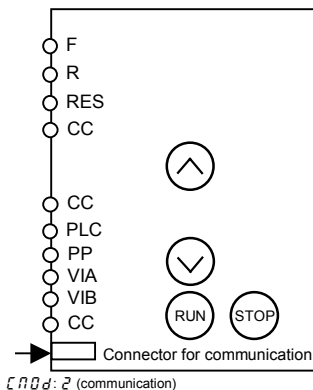 F
R
RES
CC
CC
PLC
PP
VIA
VIB
CC
RUN STOP
Connector for communication
CMOd: 2 (communication)